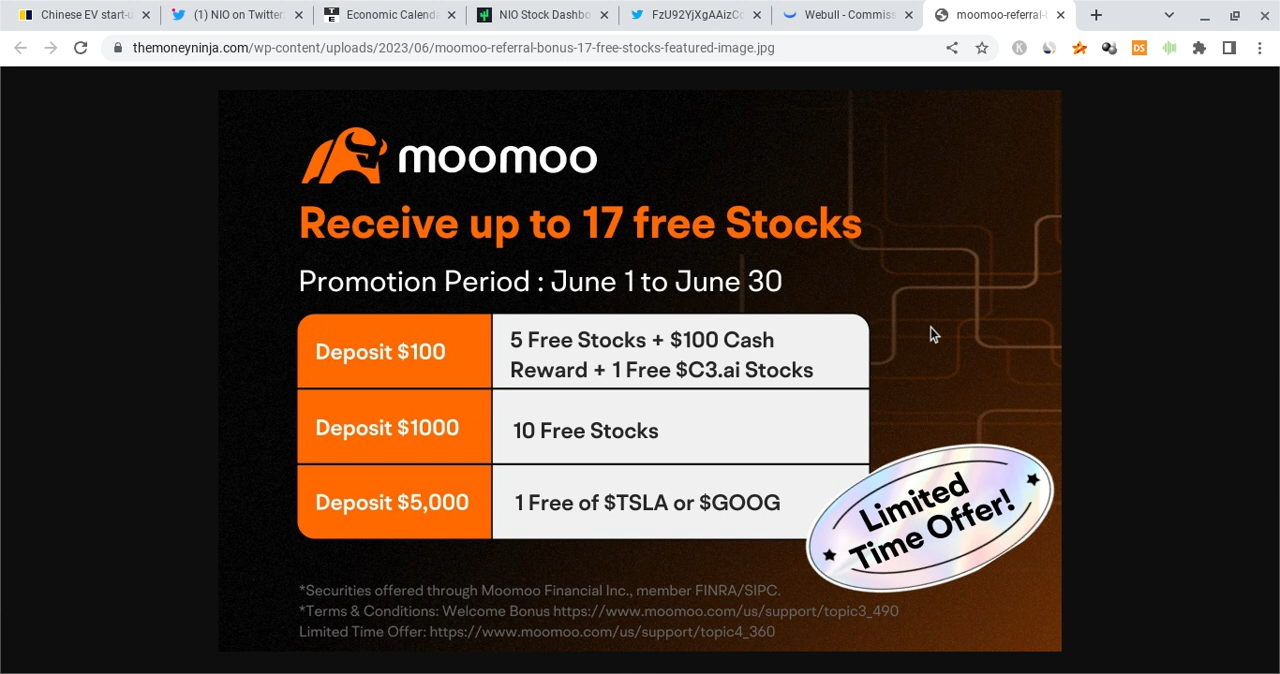 Chinese EV start-u
(1) NIO on Twitter
Economic Calenda
NIO Stock Dashbo
FzU92YjXgAAizCc
Webull - Commiss
moomoo-referral-b
themoneyninja.com/wp-content/uploads/2023/06/moomoo-referral-bonus-17-free-stocks-featured-image.jpg
moomoo
Receive up to 17 free Stocks
Promotion Period : June 1 to June 30
Deposit $100
5 Free Stocks + $100 Cash
Reward + 1 Free $C3.ai Stocks
Deposit $1000
10 Free Stocks
Deposit $5,000
1 Free of $TSLA or $GOOG
Limited
Time Offer!
*Securities offered through Moomoo Financial Inc., member FINRA/SIPC.
*Terms & Conditions: Welcome Bonus https://www.moomoo.com/us/support/topic3_490
Limited Time Offer: https://www.moomoo.com/us/support/topic4_360